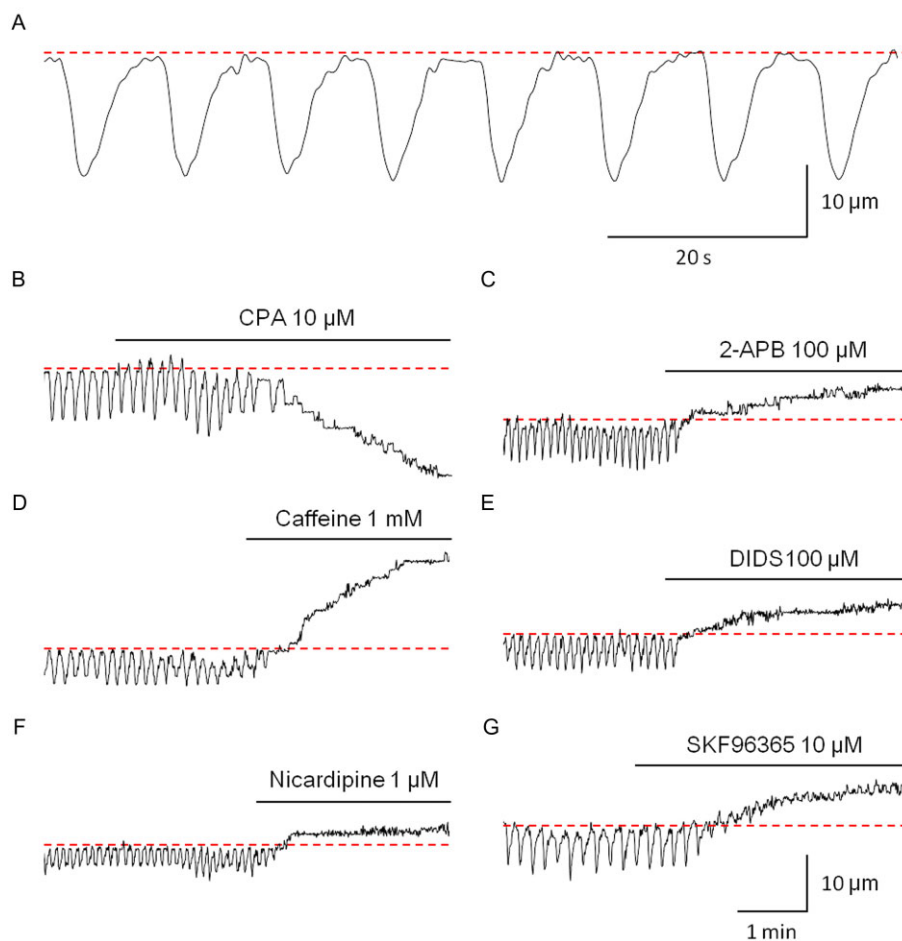 A
10 µm
20 s
B
CPA 10 µM
C
2-APB 100 µM
D
Caffeine 1 mM
E
DIDS100 µM
F
Nicardipine 1 µM
G
SKF96365 10 µM
10 µm
1 min